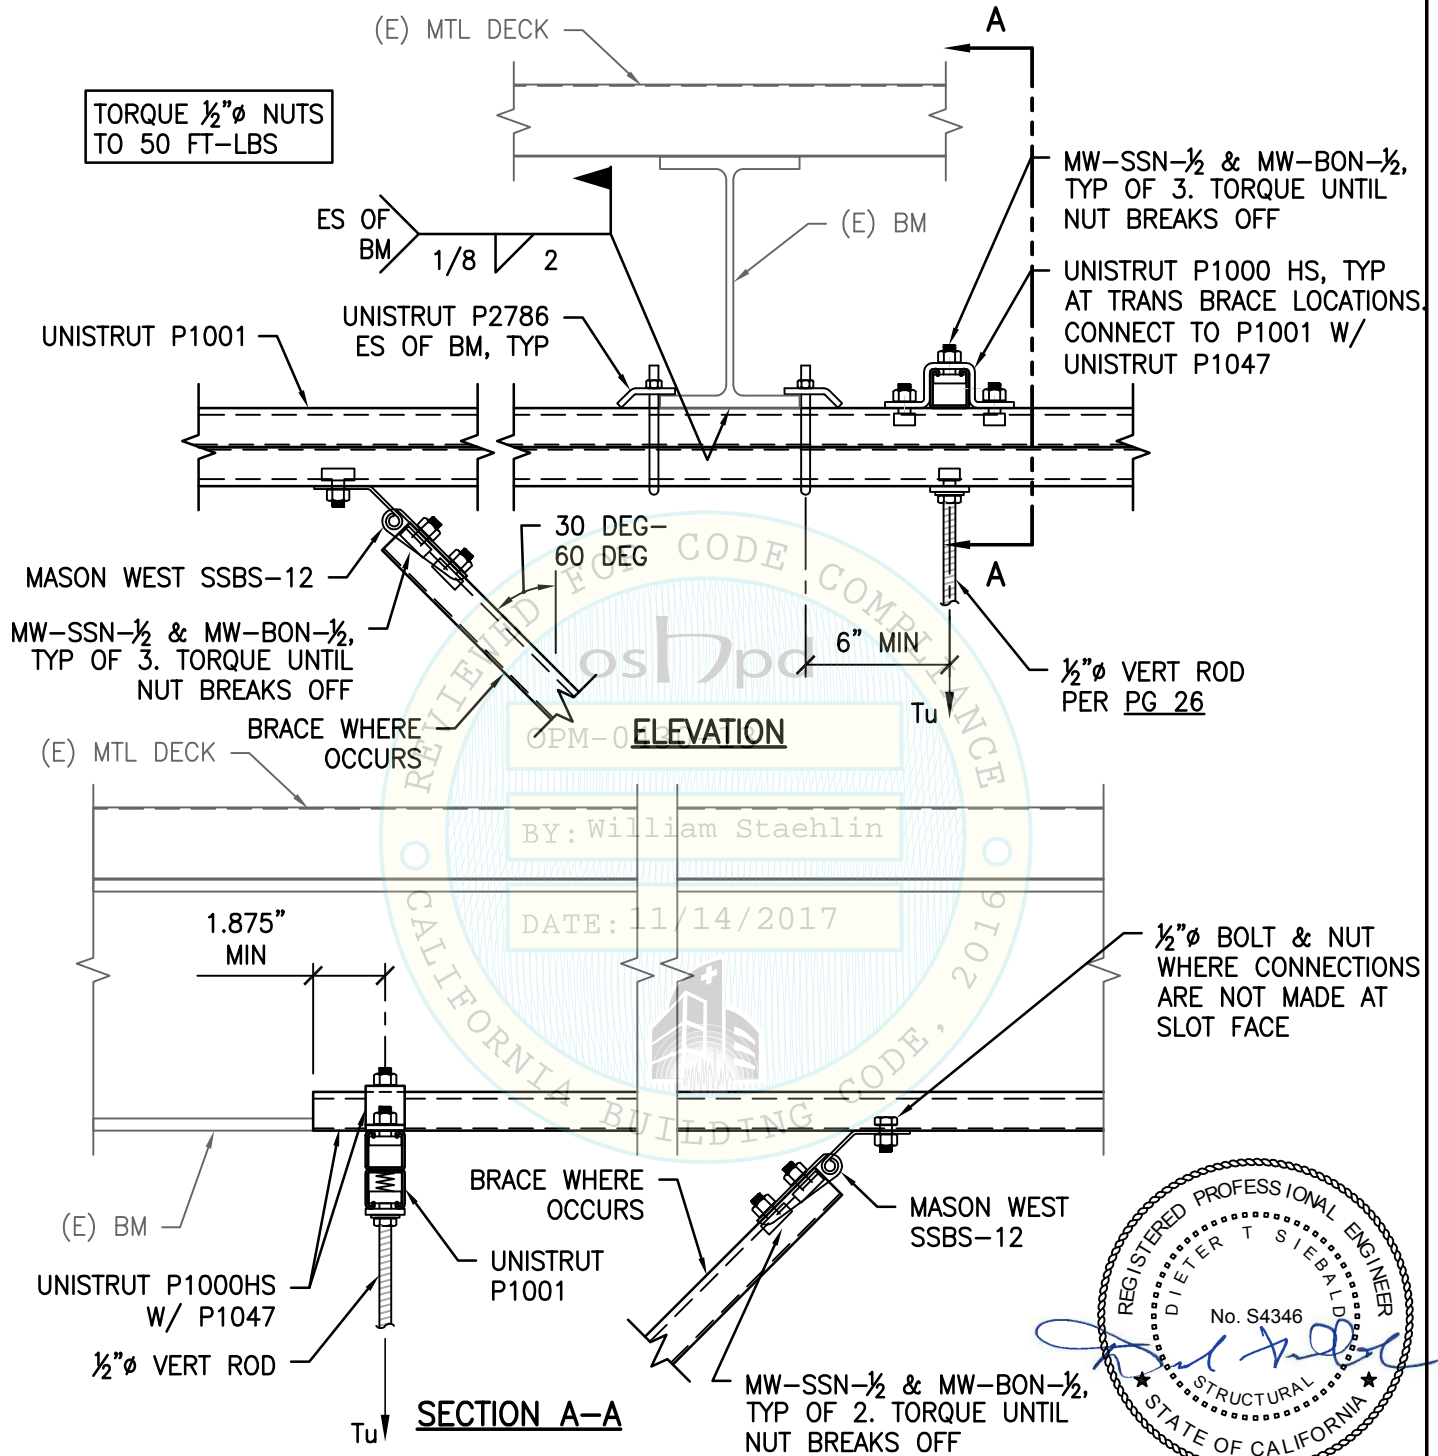 (E) MTL DECK
A
TORQUE ½"ø NUTS
TO 50 FT-LBS
MW-SSN-½ & MW-BON-½,
TYP OF 3. TORQUE UNTIL
NUT BREAKS OFF
ES OF
BM
1/8
2
(E) BM
UNISTRUT P1000 HS, TYP
AT TRANS BRACE LOCATIONS.
CONNECT TO P1001 W/
UNISTRUT P1047
UNISTRUT P1001
UNISTRUT P2786
ES OF BM, TYP
30 DEG-
60 DEG
MASON WEST SSBS-12
A
MW-SSN-½ & MW-BON-½,
TYP OF 3. TORQUE UNTIL
NUT BREAKS OFF
6" MIN
½"ø VERT ROD
PER PG 26
Tu
BRACE WHERE
OCCURS
ELEVATION
REVIEWED FOR CODE COMPLIANCE
oshpd
BY: William Staehlin
DATE: 11/14/2017
CALIFORNIA BUILDING CODE, 2016
(E) MTL DECK
1.875"
MIN
½"ø BOLT & NUT
WHERE CONNECTIONS
ARE NOT MADE AT
SLOT FACE
(E) BM
BRACE WHERE
OCCURS
MASON WEST
SSBS-12
UNISTRUT
P1001
UNISTRUT P1000HS
W/ P1047
½"ø VERT ROD
Tu
SECTION A-A
MW-SSN-½ & MW-BON-½,
TYP OF 2. TORQUE UNTIL
NUT BREAKS OFF
REGISTERED PROFESSIONAL ENGINEER
DIETER T SIEBALD
No. S4346
STRUCTURAL
STATE OF CALIFORNIA